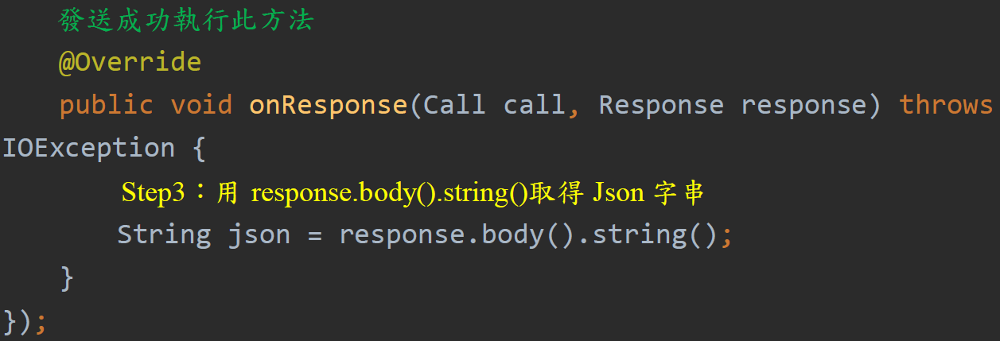 發送成功執行此方法
@Override
public void onResponse(Call call, Response response) throws
IOException {
Step3：用 response.body().string()取得 Json 字串
String json = response.body().string();
}
});